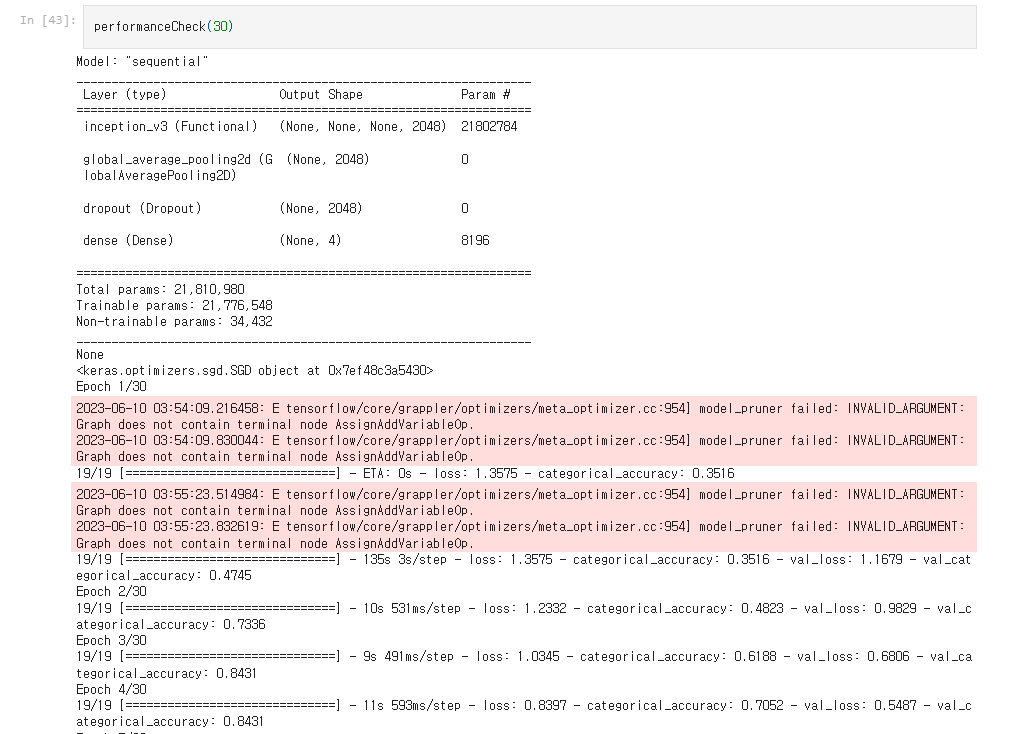 In [43]:
performanceCheck(30)
Model: "sequential"
_________________________________________________________________
Layer (type) Output Shape Param #
=================================================================
inception_v3 (Functional) (None, None, None, 2048) 21802784
global_average_pooling2d (G (None, 2048) 0
lobalAveragePooling2D)
dropout (Dropout) (None, 2048) 0
dense (Dense) (None, 4) 8196
=================================================================
Total params: 21,810,980
Trainable params: 21,776,548
Non-trainable params: 34,432
_________________________________________________________________
None
<keras.optimizers.sgd.SGD object at 0x7ef48c3a5430>
Epoch 1/30
2023-06-10 03:54:09.216458: E tensorflow/core/grappler/optimizers/meta_optimizer.cc:954] model_pruner failed: INVALID_ARGUMENT:
Graph does not contain terminal node AssignAddVariableOp.
2023-06-10 03:54:09.830044: E tensorflow/core/grappler/optimizers/meta_optimizer.cc:954] model_pruner failed: INVALID_ARGUMENT:
Graph does not contain terminal node AssignAddVariableOp.
19/19 [==============================] - ETA: 0s - loss: 1.3575 - categorical_accuracy: 0.3516
2023-06-10 03:55:23.514984: E tensorflow/core/grappler/optimizers/meta_optimizer.cc:954] model_pruner failed: INVALID_ARGUMENT:
Graph does not contain terminal node AssignAddVariableOp.
2023-06-10 03:55:23.832619: E tensorflow/core/grappler/optimizers/meta_optimizer.cc:954] model_pruner failed: INVALID_ARGUMENT:
Graph does not contain terminal node AssignAddVariableOp.
19/19 [==============================] - 135s 3s/step - loss: 1.3575 - categorical_accuracy: 0.3516 - val_loss: 1.1679 - val_cat
egorical_accuracy: 0.4745
Epoch 2/30
19/19 [==============================] - 10s 531ms/step - loss: 1.2332 - categorical_accuracy: 0.4823 - val_loss: 0.9829 - val_c
ategorical_accuracy: 0.7336
Epoch 3/30
19/19 [==============================] - 9s 491ms/step - loss: 1.0345 - categorical_accuracy: 0.6188 - val_loss: 0.6806 - val_ca
tegorical_accuracy: 0.8431
Epoch 4/30
19/19 [==============================] - 11s 593ms/step - loss: 0.8397 - categorical_accuracy: 0.7052 - val_loss: 0.5487 - val_c
ategorical_accuracy: 0.8431